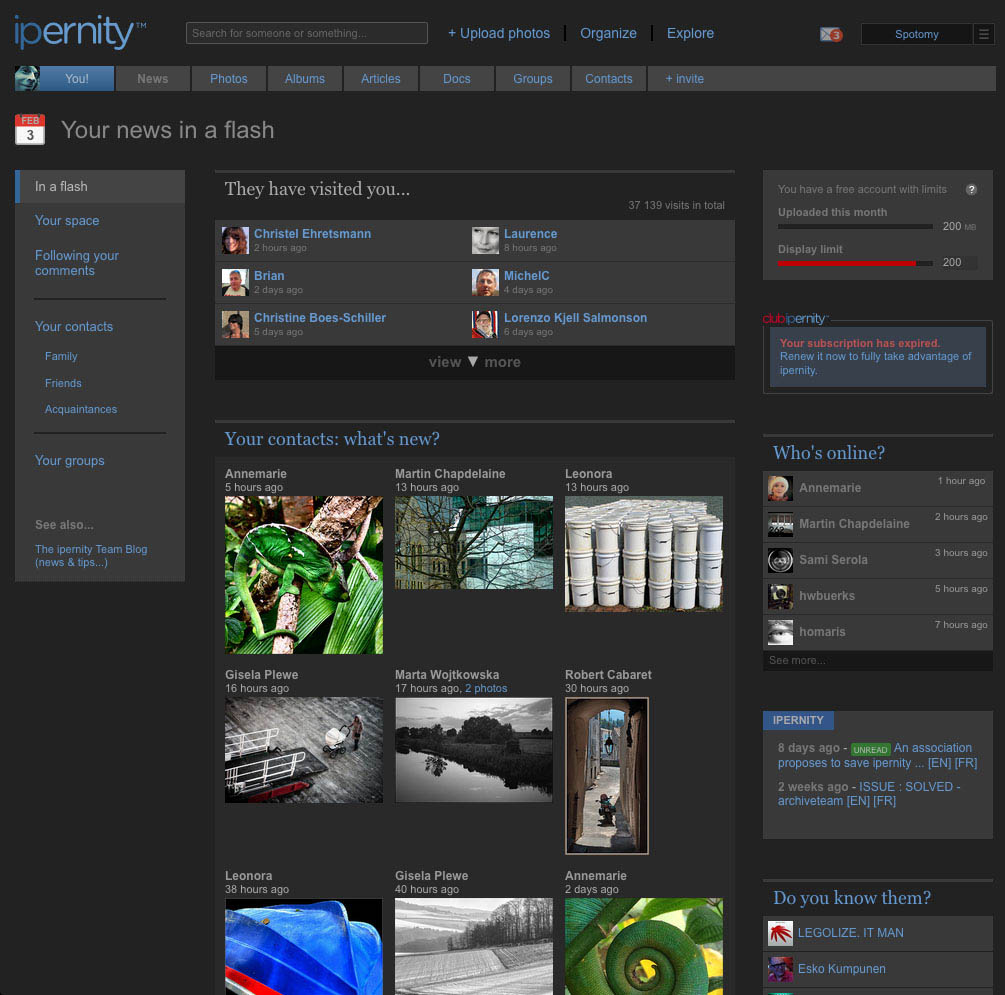 ipernity™
Search for someone or something...
+ Upload photos
Organize
Explore
3
Spotomy
You!
News
Photos
Albums
Articles
Docs
Groups
Contacts
+ invite
FEB
3
Your news in a flash
In a flash
Your space
Following your
comments
Your contacts
Family
Friends
Acquaintances
Your groups
See also...
The ipernity Team Blog
(news & tips...)
They have visited you...
37 139 visits in total
Christel Ehretsmann
2 hours ago
Laurence
8 hours ago
Brian
2 days ago
MichelC
4 days ago
Christine Boes-Schiller
5 days ago
Lorenzo Kjell Salmonson
6 days ago
view ▼ more
Your contacts: what's new?
Annemarie
5 hours ago
Martin Chapdelaine
13 hours ago
Leonora
13 hours ago
Gisela Plewe
16 hours ago
Marta Wojtkowska
17 hours ago, 2 photos
Robert Cabaret
30 hours ago
Leonora
38 hours ago
Gisela Plewe
40 hours ago
Annemarie
2 days ago
You have a free account with limits ?
Uploaded this month
200 MB
Display limit
200
clubipernity™
Your subscription has expired.
Renew it now to fully take advantage of
ipernity.
Who's online?
Annemarie
1 hour ago
Martin Chapdelaine
2 hours ago
Sami Serola
3 hours ago
hwbuerks
5 hours ago
homaris
7 hours ago
See more...
IPERNITY
8 days ago - UNREAD An association
proposes to save ipernity ... [EN] [FR]
2 weeks ago - ISSUE : SOLVED -
archiveteam [EN] [FR]
Do you know them?
LEGOLIZE. IT MAN
Esko Kumpunen